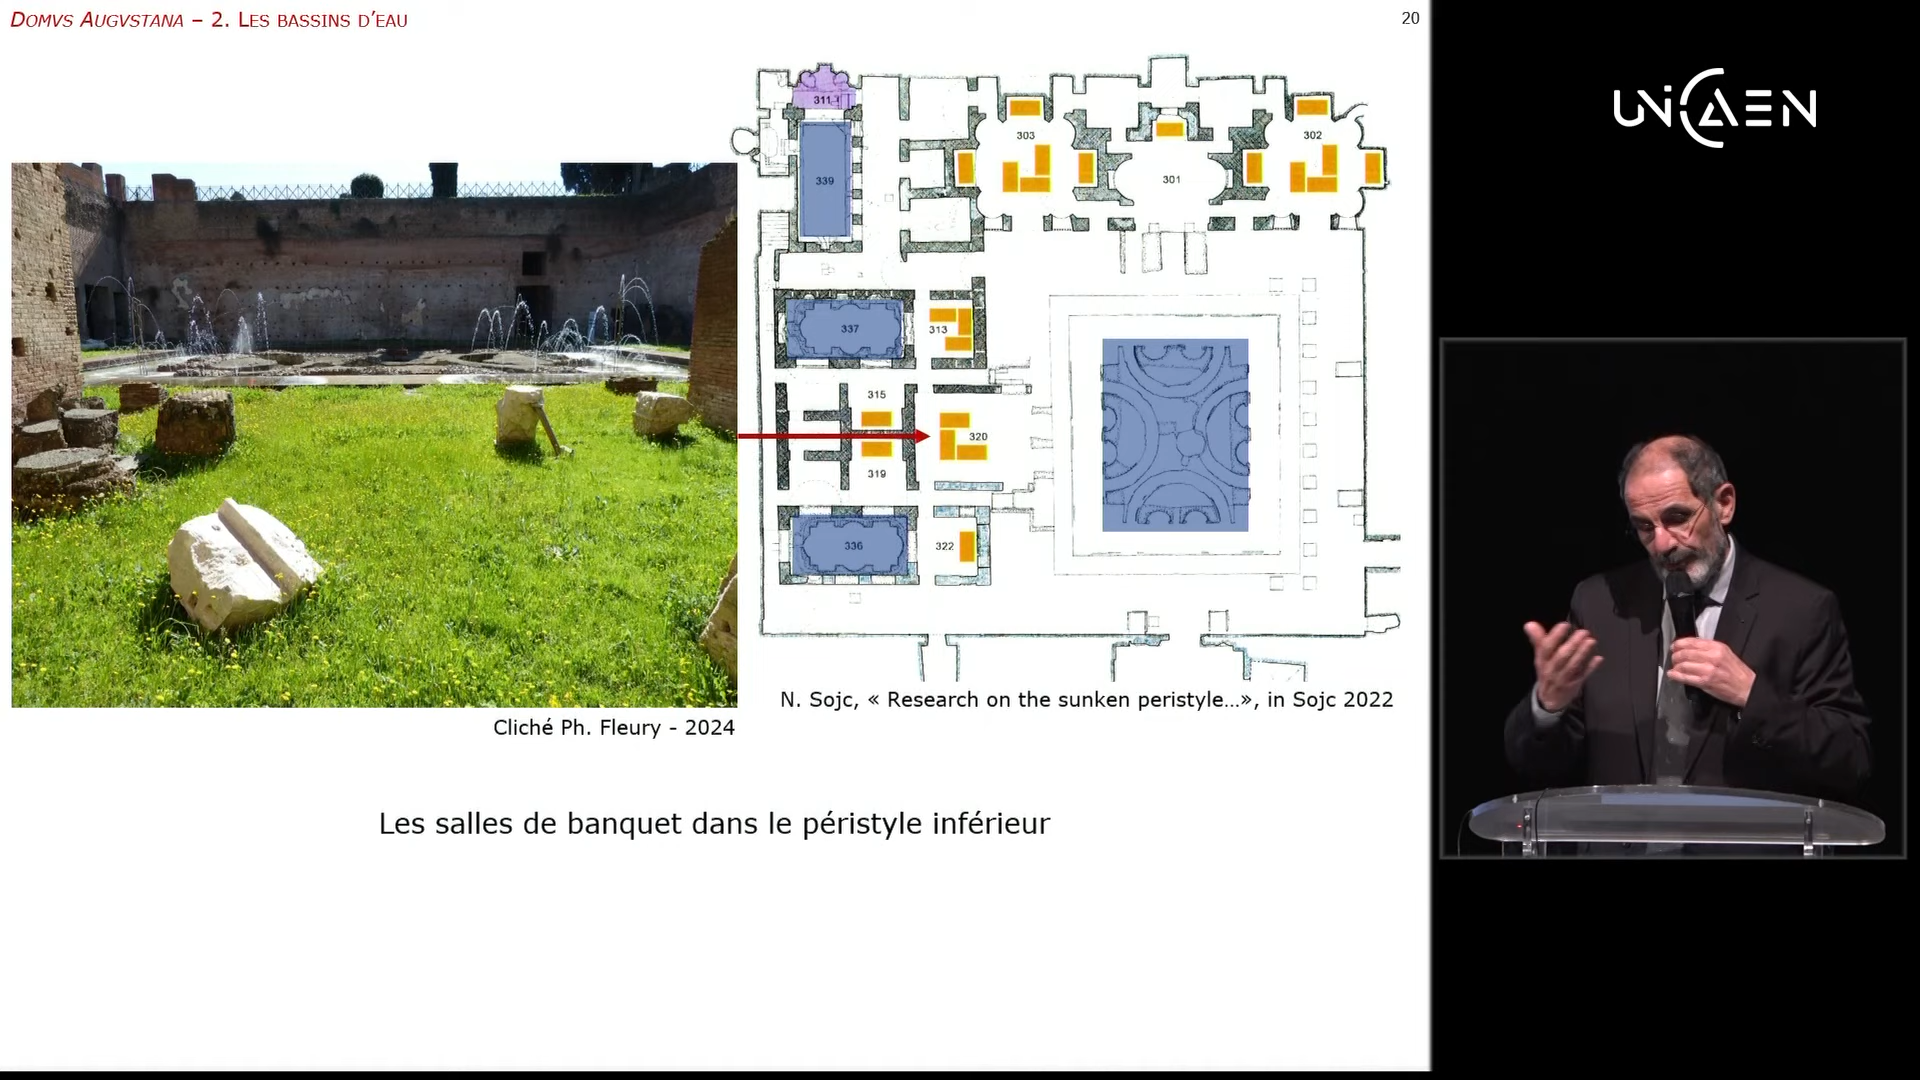 DOMVS AVGVSTANA – 2. LES BASSINS D'EAU
20
UNICAEN
311
303
302
339
301
337
313
315
320
319
336
322
N. Sojc, « Research on the sunken peristyle…», in Sojc 2022
Cliché Ph. Fleury - 2024
Les salles de banquet dans le péristyle inférieur